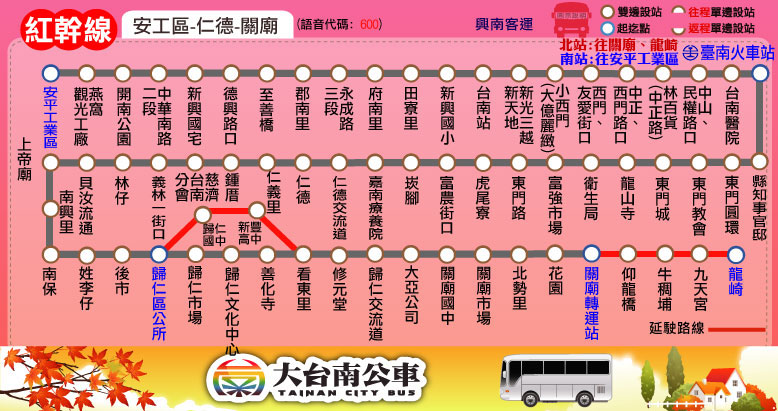 紅幹線
安工區-仁德-關廟
(語音代碼：600)
興南客運
雙邊設站
往程單邊設站
起迄點
返程單邊設站
北站:往關廟、龍崎
南站:往安平工業區
臺南火車站
安平工業區
燕窩觀光工廠
開南公園
中華南路二段
新興國宅
德興路口
至善橋
郡南里
永成路三段
府南里
田寮里
新興國小
台南站
新光三越新天地
小西門(大億麗緻)
西門、友愛街口
中正、西門路口
林百貨(中正路)
中山、民權路口
台南醫院
上帝廟
南興里
貝汝流通
林仔
義林一街口
慈濟台南分會
鍾厝
仁義里
仁德
仁德交流道
嘉南療養院
崁腳
富農街口
虎尾寮
東門路
富強市場
衛生局
龍山寺
東門城
東門教會
東門圓環
縣知事官邸
歸仁國中
新豐高中
南保
姓李仔
後市
歸仁區公所
歸仁市場
歸仁文化中心
善化寺
看東里
修元堂
歸仁交流道
大亞公司
關廟國中
關廟市場
北勢里
花園
關廟轉運站
仰龍橋
牛稠埔
九天宮
龍崎
延駛路線
大台南公車
TAINAN CITY BUS